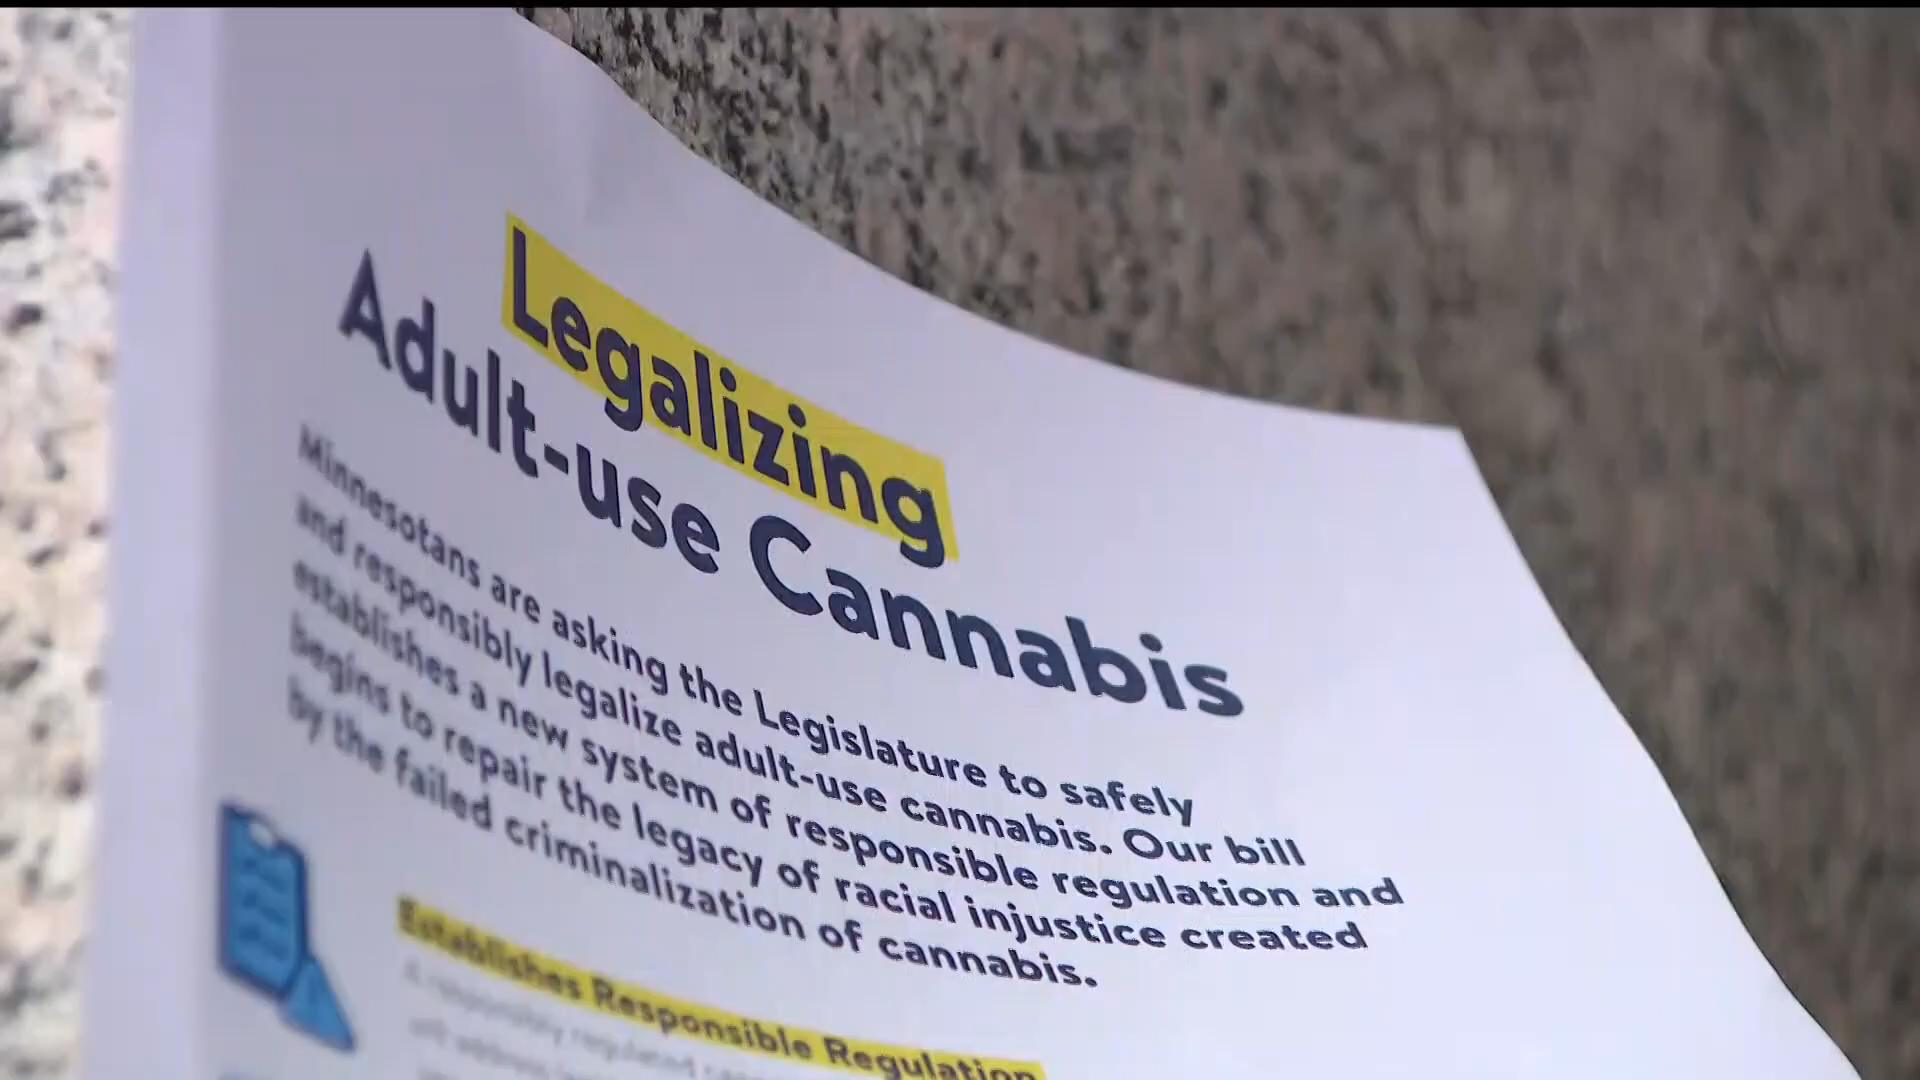 Legalizing
Adult-use Cannabis
Minnesotans are asking the Legislature to safely
and responsibly legalize adult-use cannabis. Our bill
establishes a new system of responsible regulation and
begins to repair the legacy of racial injustice created
by the failed criminalization of cannabis.
Establishes Responsible Regulation
A responsibly regulated